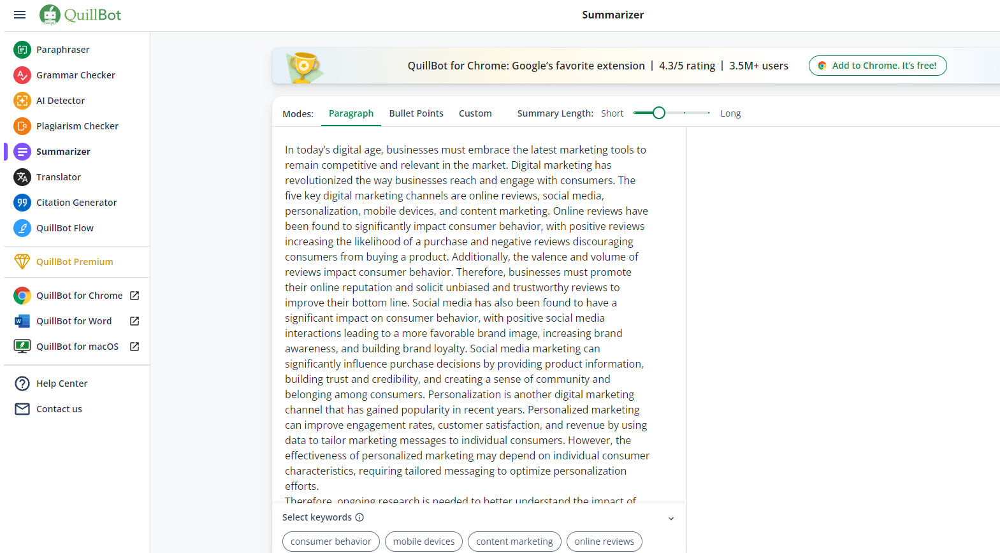 QuillBot
Summarizer
Paraphraser
Grammar Checker
AI Detector
Plagiarism Checker
Summarizer
Translator
Citation Generator
QuillBot Flow
QuillBot Premium
QuillBot for Chrome
QuillBot for Word
QuillBot for macOS
Help Center
Contact us
QuillBot for Chrome: Google’s favorite extension | 4.3/5 rating | 3.5M+ users
Add to Chrome. It’s free!
Modes: Paragraph Bullet Points Custom Summary Length: Short Long
In today’s digital age, businesses must embrace the latest marketing tools to
remain competitive and relevant in the market. Digital marketing has
revolutionized the way businesses reach and engage with consumers. The
five key digital marketing channels are online reviews, social media,
personalization, mobile devices, and content marketing. Online reviews have
been found to significantly impact consumer behavior, with positive reviews
increasing the likelihood of a purchase and negative reviews discouraging
consumers from buying a product. Additionally, the valence and volume of
reviews impact consumer behavior. Therefore, businesses must promote
their online reputation and solicit unbiased and trustworthy reviews to
improve their bottom line. Social media has also been found to have a
significant impact on consumer behavior, with positive social media
interactions leading to a more favorable brand image, increasing brand
awareness, and building brand loyalty. Social media marketing can
significantly influence purchase decisions by providing product information,
building trust and credibility, and creating a sense of community and
belonging among consumers. Personalization is another digital marketing
channel that has gained popularity in recent years. Personalized marketing
can improve engagement rates, customer satisfaction, and revenue by using
data to tailor marketing messages to individual consumers. However, the
effectiveness of personalized marketing may depend on individual consumer
characteristics, requiring tailored messaging to optimize personalization
efforts.
Therefore, ongoing research is needed to better understand the impact of
Select keywords
consumer behavior
mobile devices
content marketing
online reviews